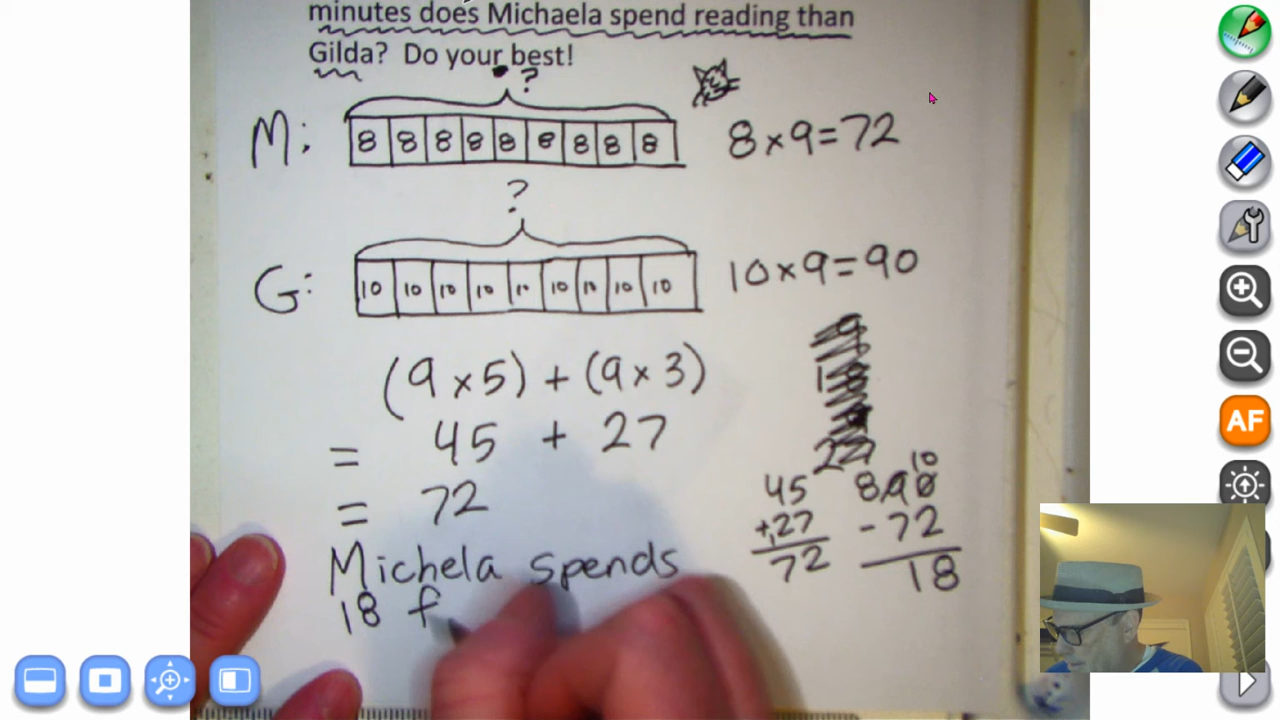 minutes does Michaela spend reading than
Gilda? Do your best!
?
M: 8 8 8 8 8 8 8 8 8 8 × 9 = 72
?
G: 10 10 10 10 10 10 10 10 10 10 × 9 = 90
(9 × 5) + (9 × 3)
= 45 + 27
= 72
45
+27
72
10
8 9 0
- 72
18
Michela spends
18 f
AF